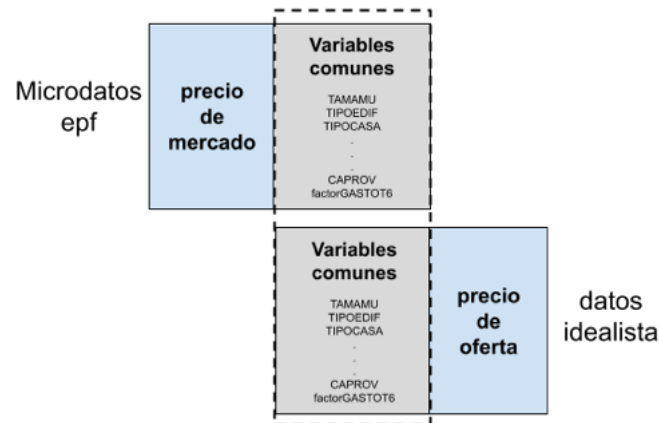 Microdatos
epf
precio
de
mercado
Variables
comunes
TAMAMU
TIPOEDIF
TIPOCASA
.
.
.
CAPROV
factorGASTOT6
Variables
comunes
TAMAMU
TIPOEDIF
TIPOCASA
.
.
.
CAPROV
factorGASTOT6
precio
de
oferta
datos
idealista